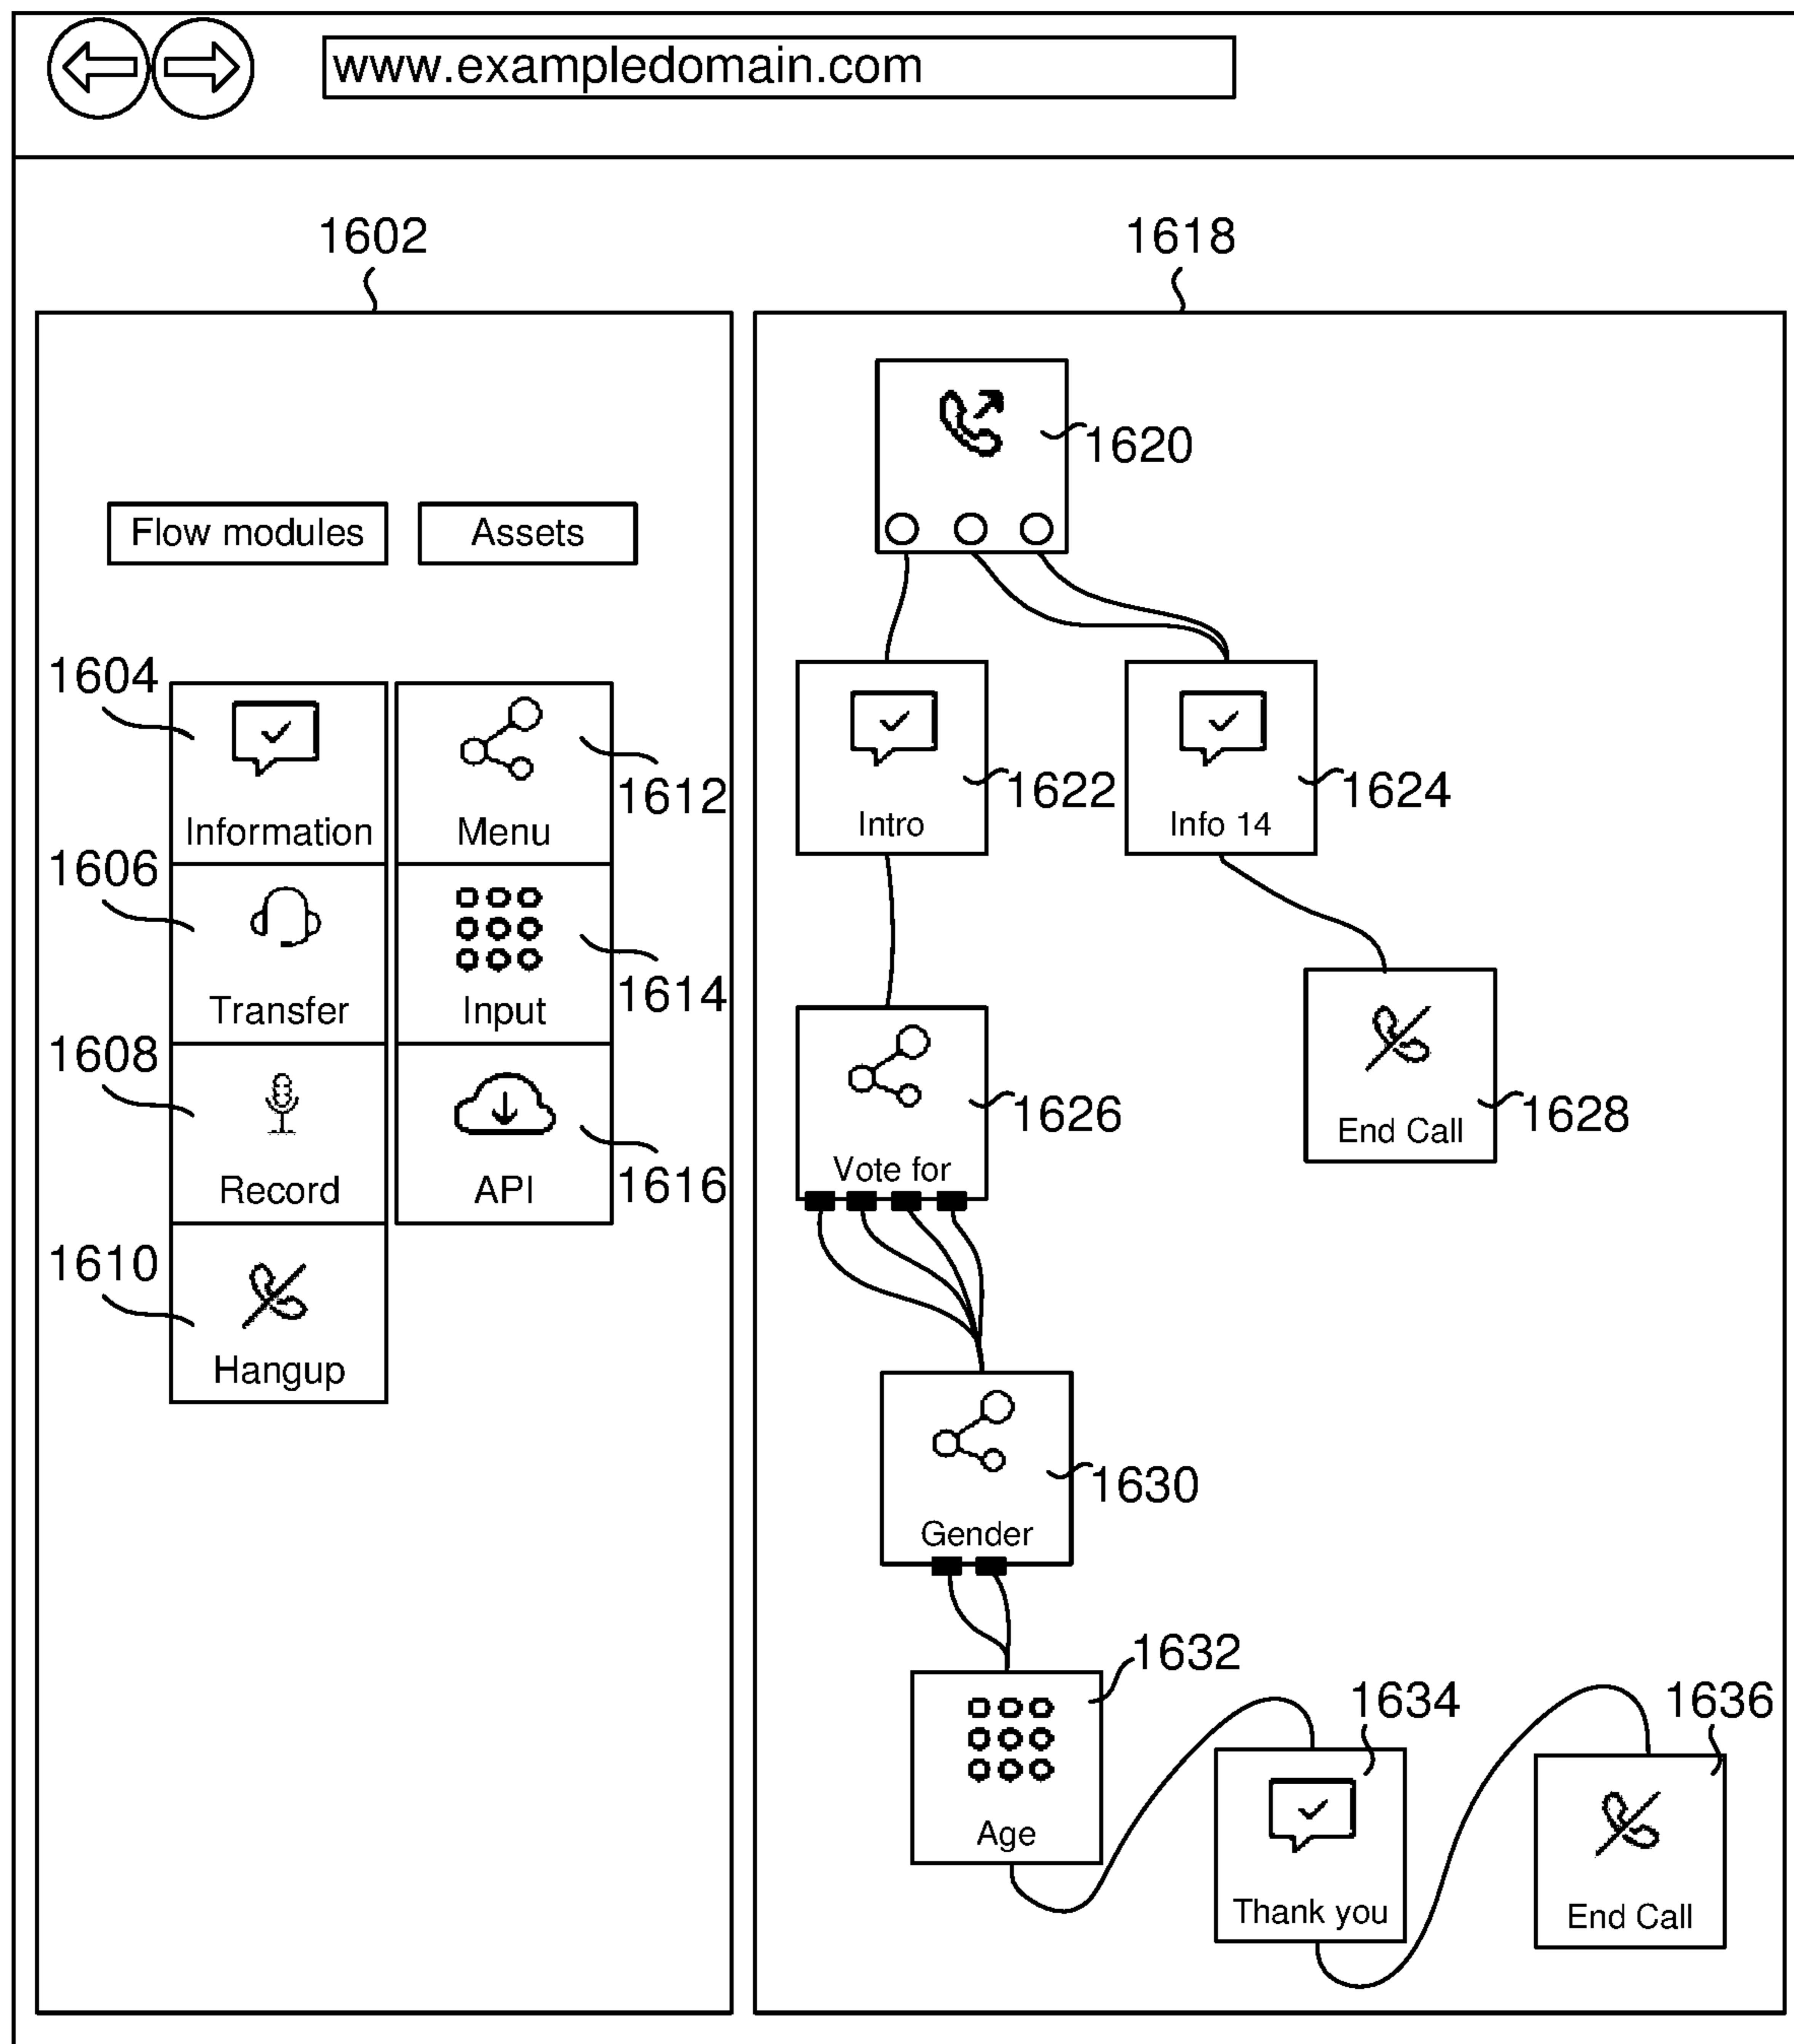 www.exampledomain.com
1602
1618
Flow modules
Assets
1604
Information
Menu
1612
1606
Transfer
Input
1614
1608
Record
API
1616
1610
Hangup
1620
Intro
1622
Info 14
1624
Vote for
1626
End Call
1628
Gender
1630
1632
Age
1634
Thank you
1636
End Call